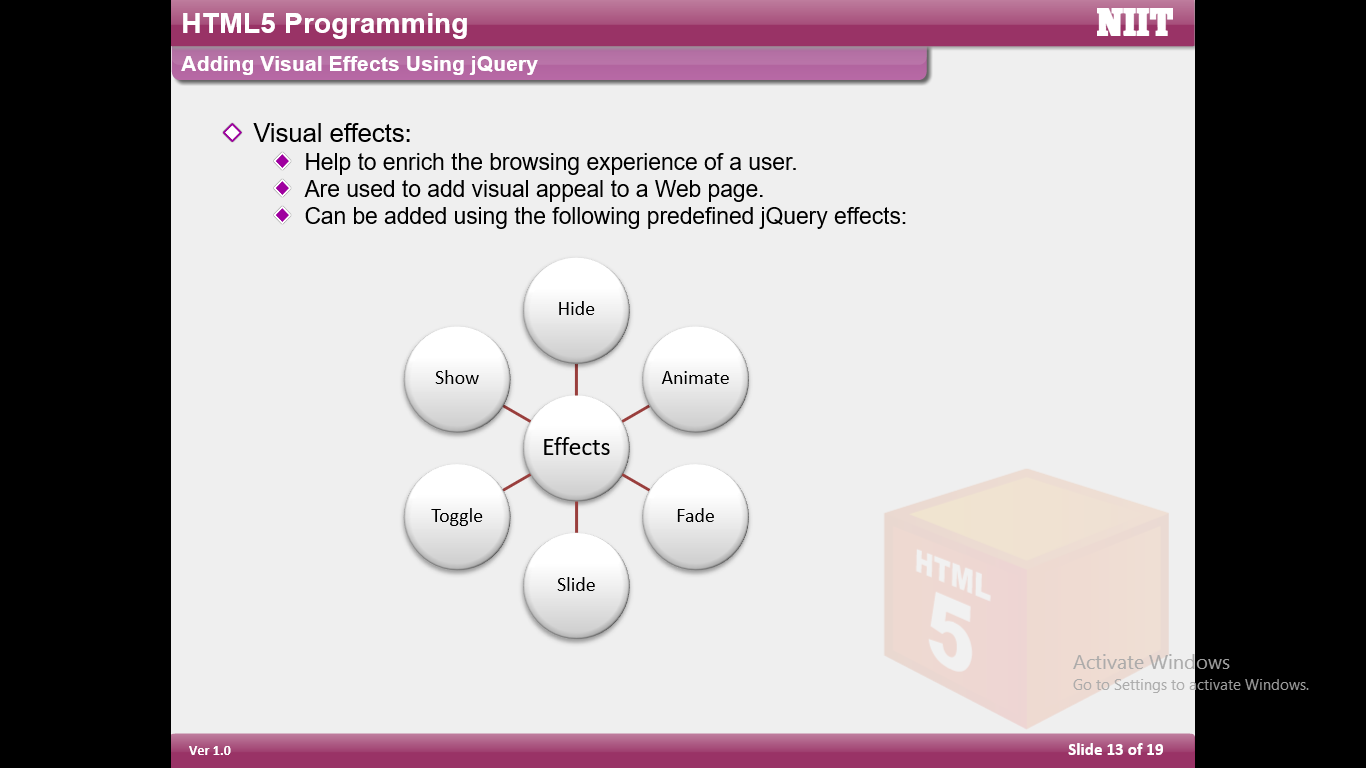 HTML5 Programming
NIIT
Adding Visual Effects Using jQuery
Visual effects:
Help to enrich the browsing experience of a user.
Are used to add visual appeal to a Web page.
Can be added using the following predefined jQuery effects:
Hide
Show
Animate
Effects
Toggle
Fade
Slide
HTML
5
Activate Windows
Go to Settings to activate Windows.
Ver 1.0
Slide 13 of 19